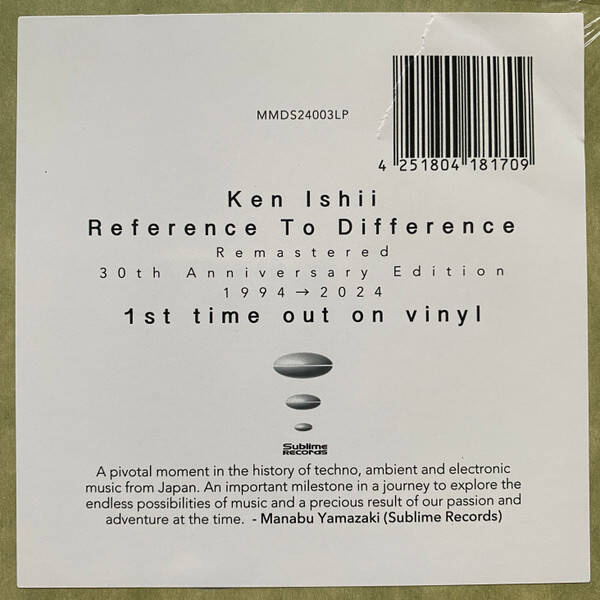 MMDS24003LP
4 251804 181709
Ken Ishii
Reference To Difference
Remastered
30th Anniversary Edition
1994→2024
1st time out on vinyl
Sublime
RECORDS
A pivotal moment in the history of techno, ambient and electronic
music from Japan. An important milestone in a journey to explore the
endless possibilities of music and a precious result of our passion and
adventure at the time. - Manabu Yamazaki (Sublime Records)